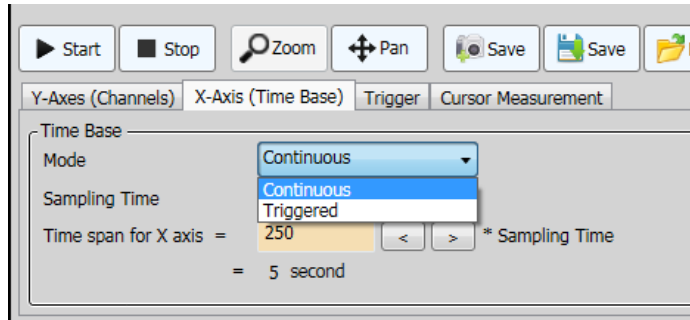 Start Stop Zoom Pan Save Save
Y-Axes (Channels) X-Axis (Time Base) Trigger Cursor Measurement
Time Base
Mode Continuous
Continuous
Sampling Time
Triggered
Time span for X axis = 250 < > * Sampling Time
= 5 second